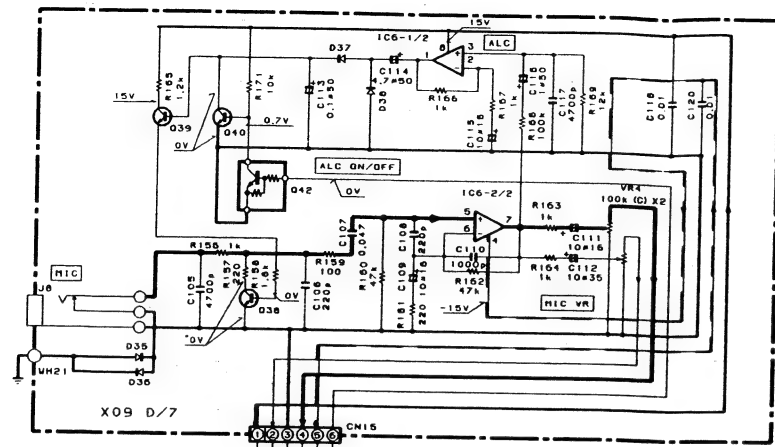 IC6-1/2
15V
ALC
D37
8
3
2
1
C114
4.7#50
D38
C113
0.1#50
R165
1.2k
R171
10k
15V
Q39
Q40
0.7V
0V
R166
1k
R167
1k
C115
10#16
C116
1#50
R168
100k
C117
4700p
R169
12k
C118
0.01
C120
0.01
ALC ON/OFF
Q42
0V
IC6-2/2
VR4
100k (C) X2
5
6
7
4
R163
1k
C111
10#16
C107
0.047
R160
47k
C108
220p
C109
10#16
C110
1000p
R162
47k
R161
220
R164
1k
C112
10#35
-15V
MIC VR
R156 1k
R159
100
R157
220
R158
1.8k
C105
4700p
C106
220p
Q38
0V
0V
MIC
J6
WH21
D35
D36
X09 D/7
1 2 3 4 5 6
CN15